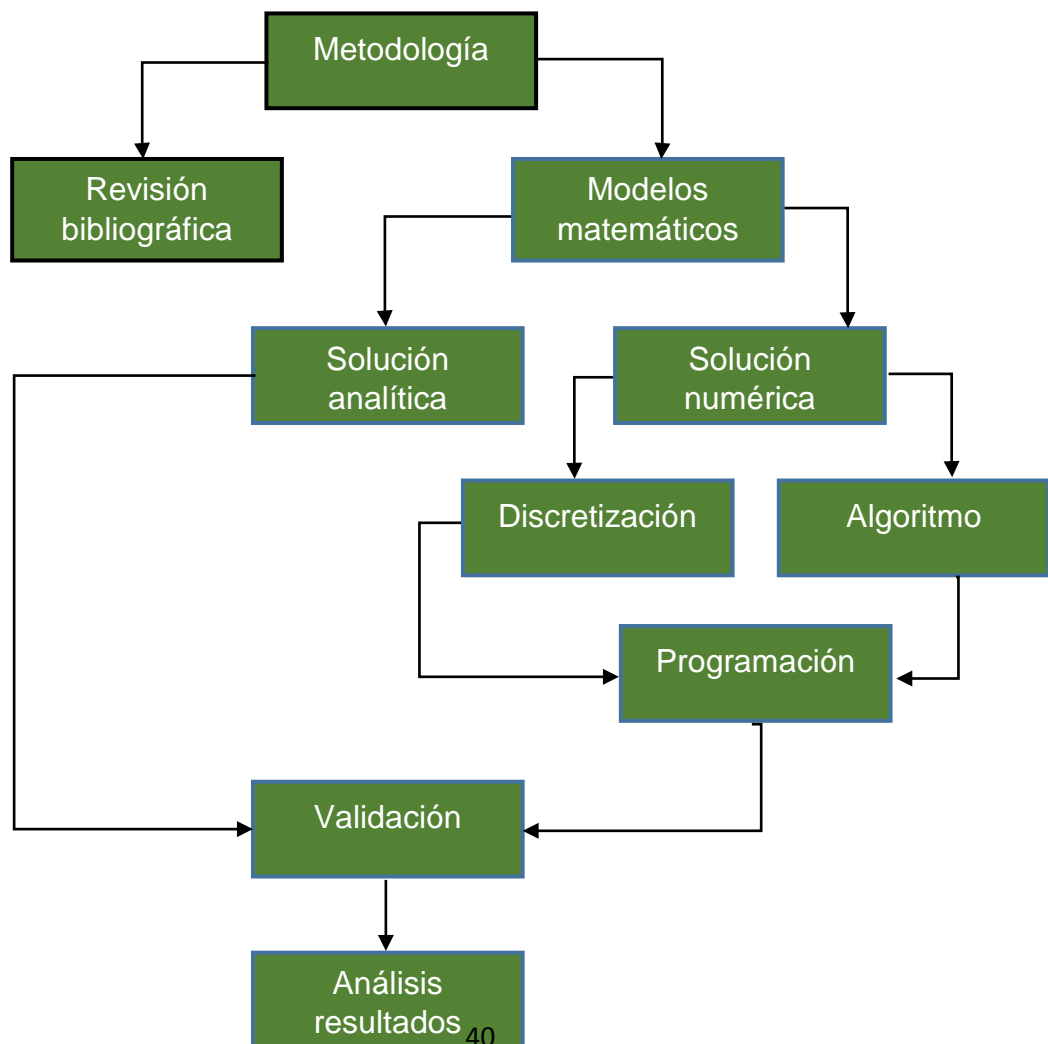 Metodología
Revisión
bibliográfica
Modelos
matemáticos
Solución
analítica
Solución
numérica
Discretización
Algoritmo
Programación
Validación
Análisis
resultados
40